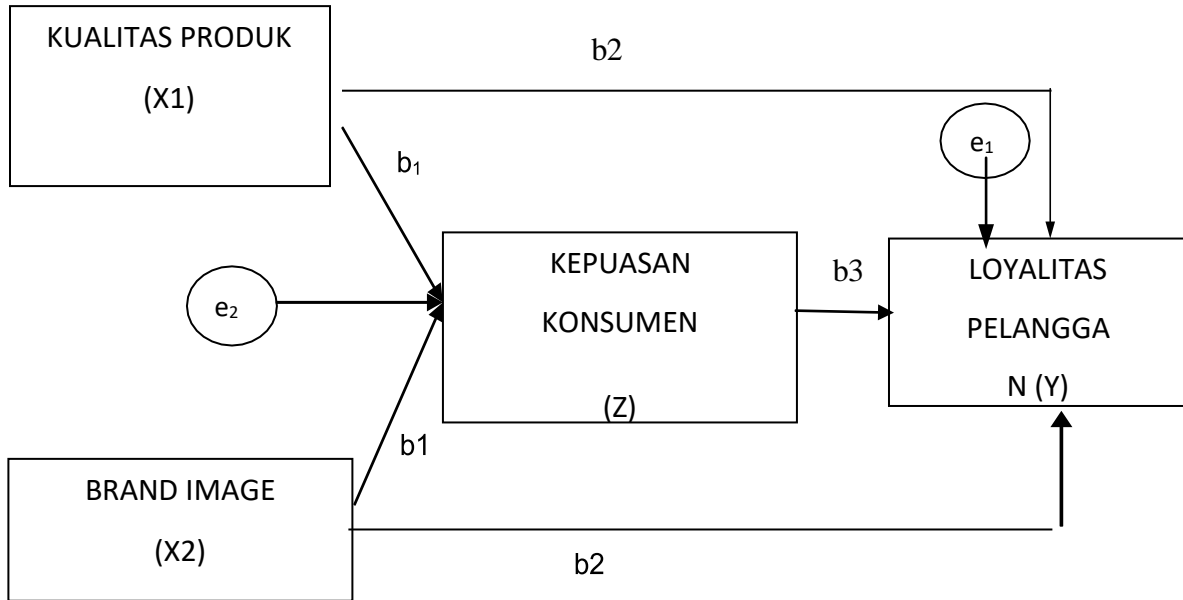 KUALITAS PRODUK
(X1)
b2
e₁
b₁
KEPUASAN
KONSUMEN
(Z)
b3
LOYALITAS
PELANGGA
N (Y)
e₂
b1
BRAND IMAGE
(X2)
b2